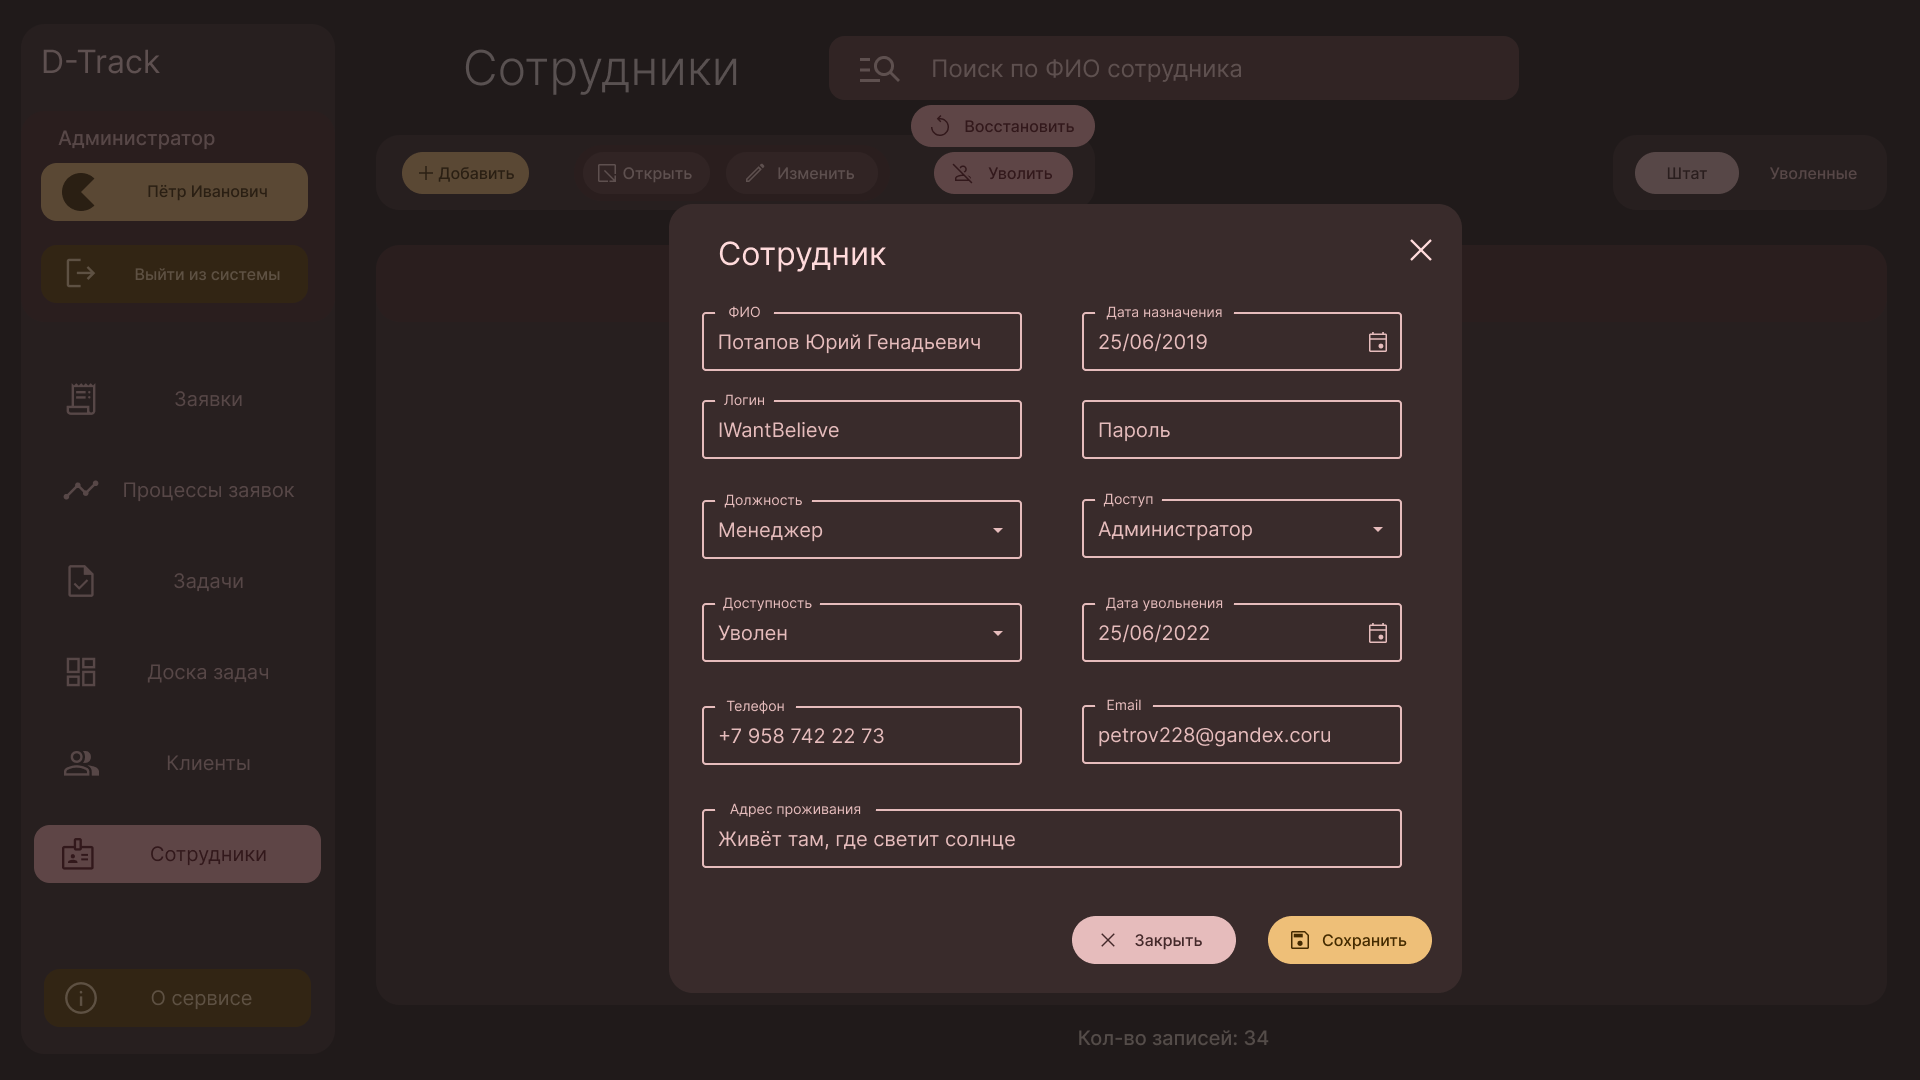 D-Track
Администратор
Пётр Иванович
Выйти из системы
Заявки
Процессы заявок
Задачи
Доска задач
Клиенты
Сотрудники
О сервисе
Сотрудники
Поиск по ФИО сотрудника
Восстановить
Добавить
Открыть
Изменить
Уволить
Штат
Уволенные
Сотрудник
ФИО
Потапов Юрий Генадьевич
Дата назначения
25/06/2019
Логин
IWantBelieve
Пароль
Должность
Менеджер
Доступ
Администратор
Доступность
Уволен
Дата увольнения
25/06/2022
Телефон
+7 958 742 22 73
Email
petrov228@gandex.coru
Адрес проживания
Живёт там, где светит солнце
Закрыть
Сохранить
Кол-во записей: 34